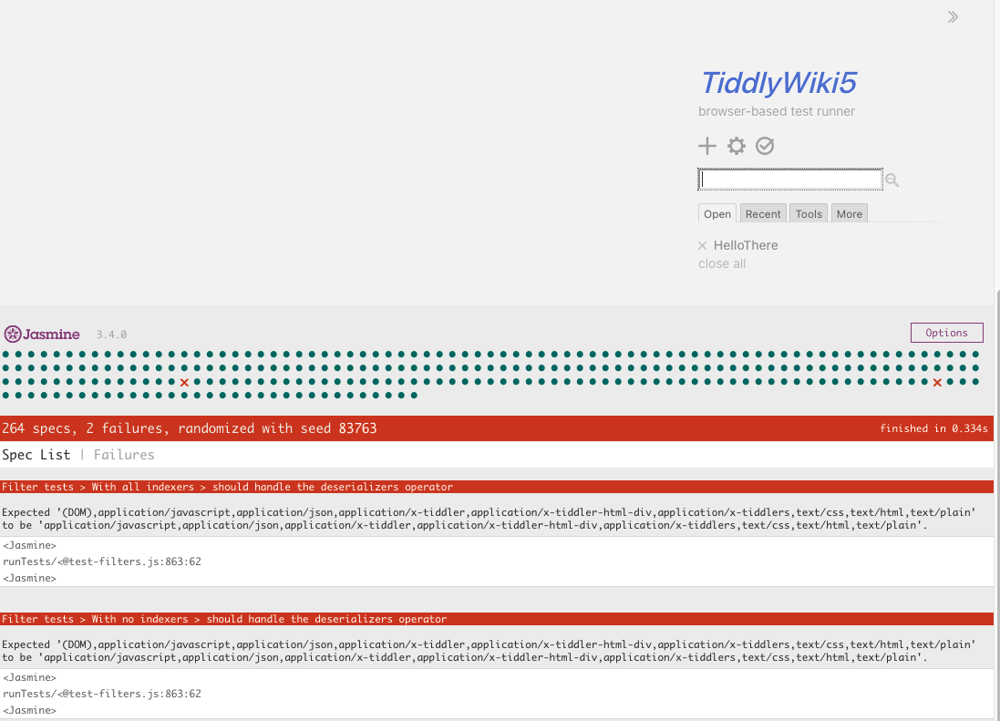 TiddlyWiki5
browser-based test runner
Open Recent Tools More
HelloThere
close all
Jasmine 3.4.0 Options
264 specs, 2 failures, randomized with seed 83763 finished in 0.334s
Spec List | Failures
Filter tests > With all indexers > should handle the deserializers operator
Expected '(DOM),application/javascript,application/json,application/x-tiddler,application/x-tiddler-html-div,application/x-tiddlers,text/css,text/html,text/plain'
to be 'application/javascript,application/json,application/x-tiddler,application/x-tiddler-html-div,application/x-tiddlers,text/css,text/html,text/plain'.
<Jasmine>
runTests/<@test-filters.js:863:62
<Jasmine>
Filter tests > With no indexers > should handle the deserializers operator
Expected '(DOM),application/javascript,application/json,application/x-tiddler,application/x-tiddler-html-div,application/x-tiddlers,text/css,text/html,text/plain'
to be 'application/javascript,application/json,application/x-tiddler,application/x-tiddler-html-div,application/x-tiddlers,text/css,text/html,text/plain'.
<Jasmine>
runTests/<@test-filters.js:863:62
<Jasmine>